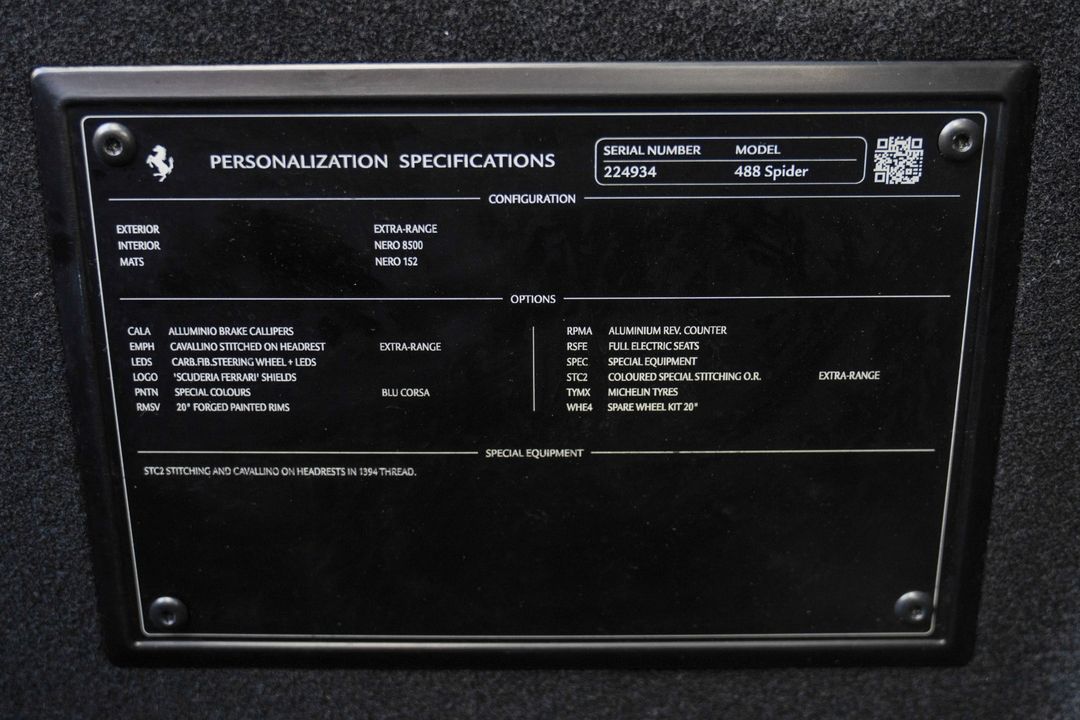 PERSONALIZATION SPECIFICATIONS
SERIAL NUMBER MODEL
224934 488 Spider
CONFIGURATION
EXTERIOR EXTRA-RANGE
INTERIOR NERO 8500
MATS NERO 152
OPTIONS
CALA ALLUMINIO BRAKE CALLIPERS
EMPH CAVALLINO STITCHED ON HEADREST EXTRA-RANGE
LEDS CARB.FIB.STEERING WHEEL + LEDS
LOGO 'SCUDERIA FERRARI' SHIELDS
PNTN SPECIAL COLOURS BLU CORSA
RMSV 20" FORGED PAINTED RIMS
RPMA ALUMINIUM REV. COUNTER
RSFE FULL ELECTRIC SEATS
SPEC SPECIAL EQUIPMENT
STC2 COLOURED SPECIAL STITCHING O.R. EXTRA-RANGE
TYMX MICHELIN TYRES
WHE4 SPARE WHEEL KIT 20"
SPECIAL EQUIPMENT
STC2 STITCHING AND CAVALLINO ON HEADRESTS IN 1394 THREAD.